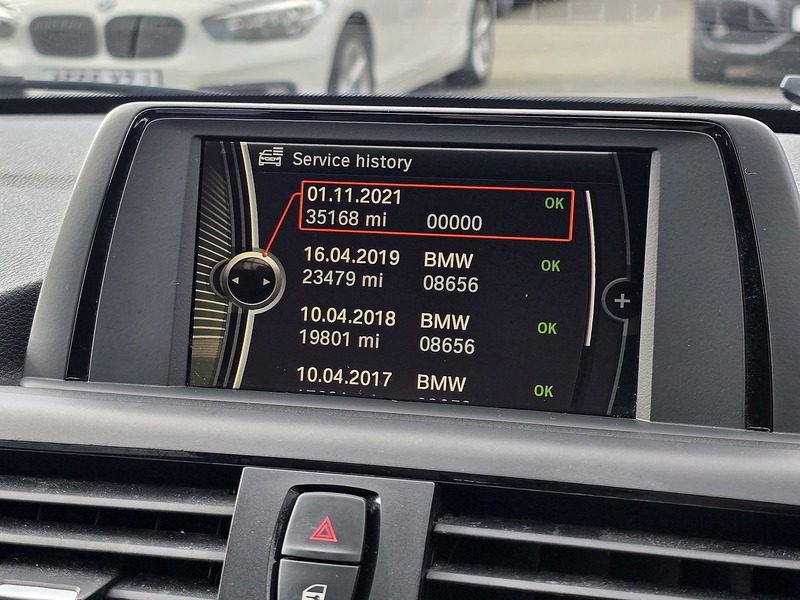 Service history
01.11.2021 OK
35168 mi 00000
16.04.2019 BMW OK
23479 mi 08656
10.04.2018 BMW OK
19801 mi 08656
10.04.2017 BMW OK